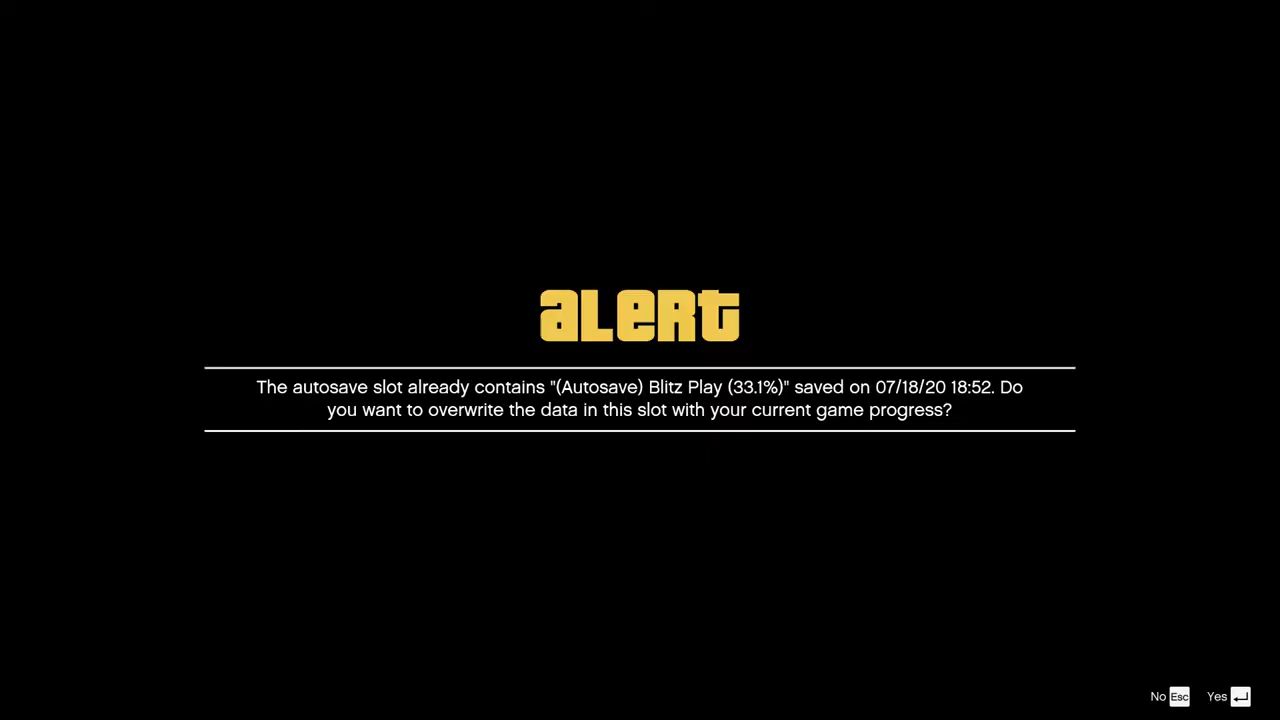 alert
The autosave slot already contains "(Autosave) Blitz Play (33.1%)" saved on 07/18/20 18:52. Do
you want to overwrite the data in this slot with your current game progress?
No Esc Yes